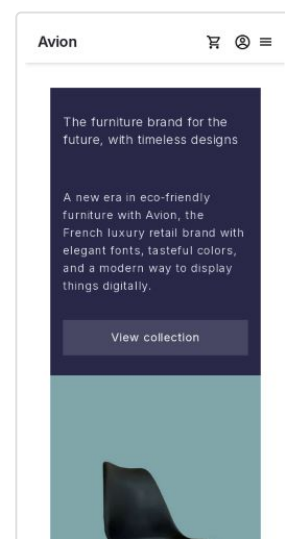 Avion
The furniture brand for the
future, with timeless designs
A new era in eco-friendly
furniture with Avion, the
French luxury retail brand with
elegant fonts, tasteful colors,
and a modern way to display
things digitally.
View collection